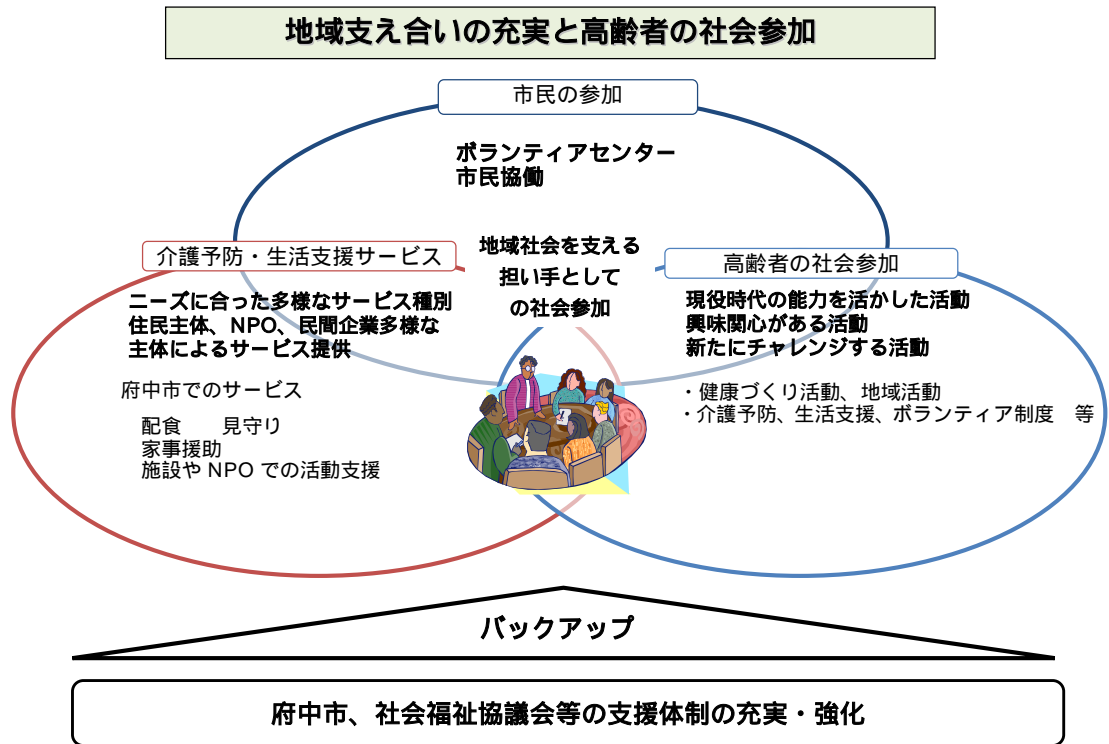 地域支え合いの充実と高齢者の社会参加
市民の参加
ボランティアセンター
市民協働
地域社会を支える
担い手として
の社会参加
介護予防・生活支援サービス
ニーズに合った多様なサービス種別
住民主体、NPO、民間企業多様な
主体によるサービス提供
府中市でのサービス
配食　　見守り
家事援助
施設や NPO での活動支援
高齢者の社会参加
現役時代の能力を活かした活動
興味関心がある活動
新たにチャレンジする活動
・健康づくり活動、地域活動
・介護予防、生活支援、ボランティア制度　等
バックアップ
府中市、社会福祉協議会等の支援体制の充実・強化